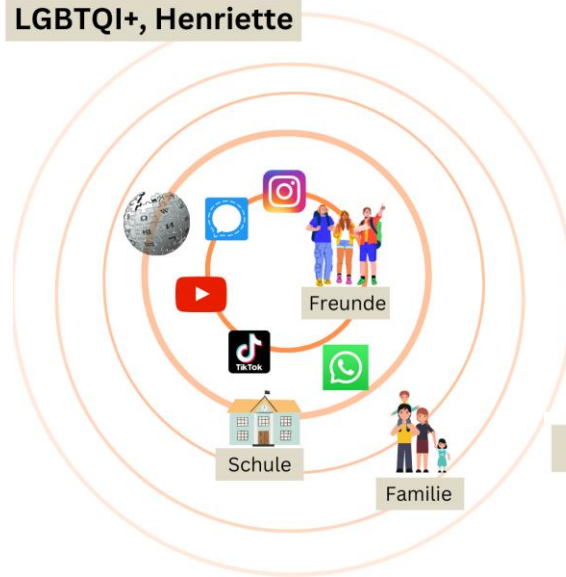 LGBTQI+, Henriette
Freunde
TikTok
Schule
Familie